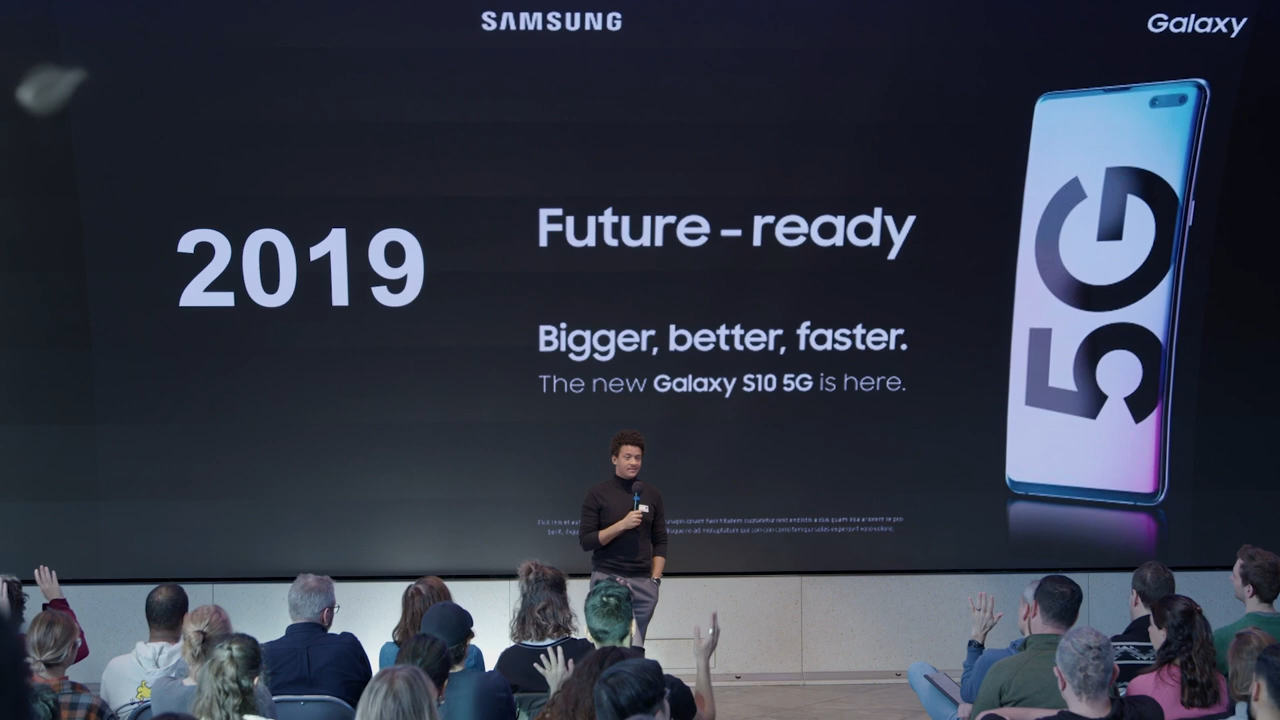 SAMSUNG
Galaxy
2019
Future - ready
Bigger, better, faster.
The new Galaxy S10 5G is here.
5G